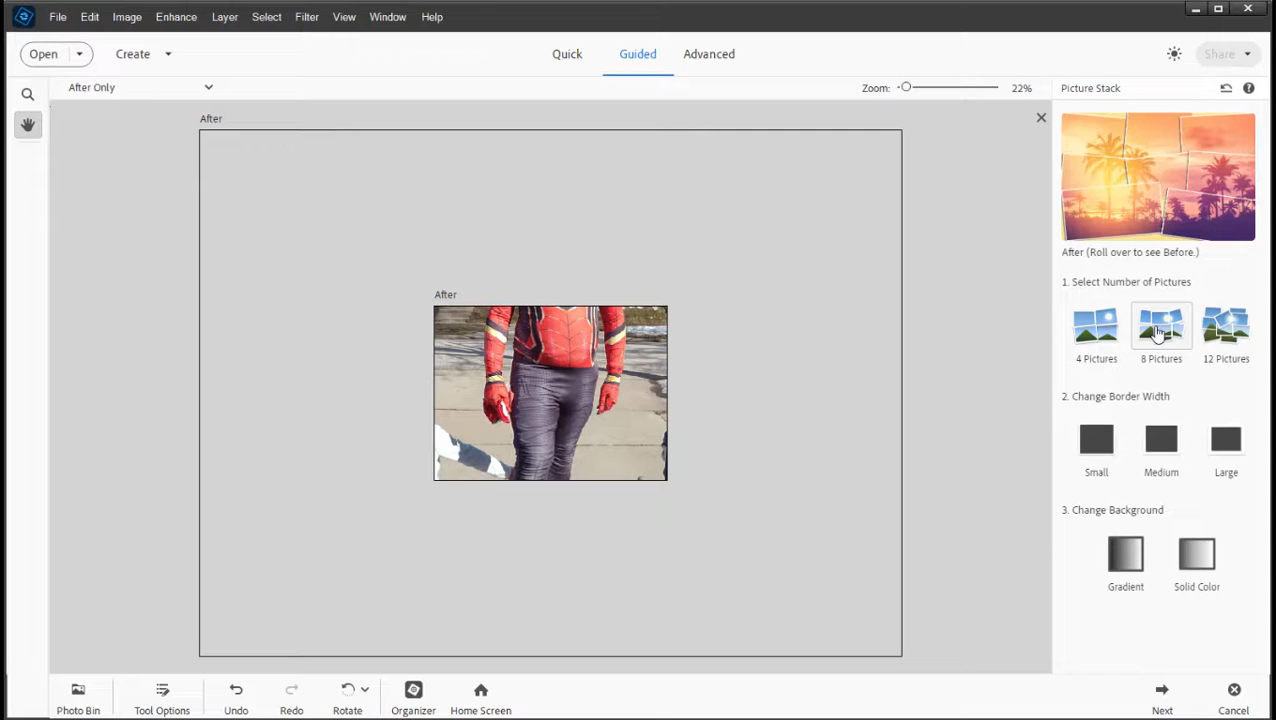 File Edit Image Enhance Layer Select Filter View Window Help
Open Create Quick Guided Advanced Share
After Only Zoom: 22% Picture Stack
After
After
After (Roll over to see Before.)
1. Select Number of Pictures
4 Pictures 8 Pictures 12 Pictures
2. Change Border Width
Small Medium Large
3. Change Background
Gradient Solid Color
Photo Bin Tool Options Undo Redo Rotate Organizer Home Screen Next Cancel